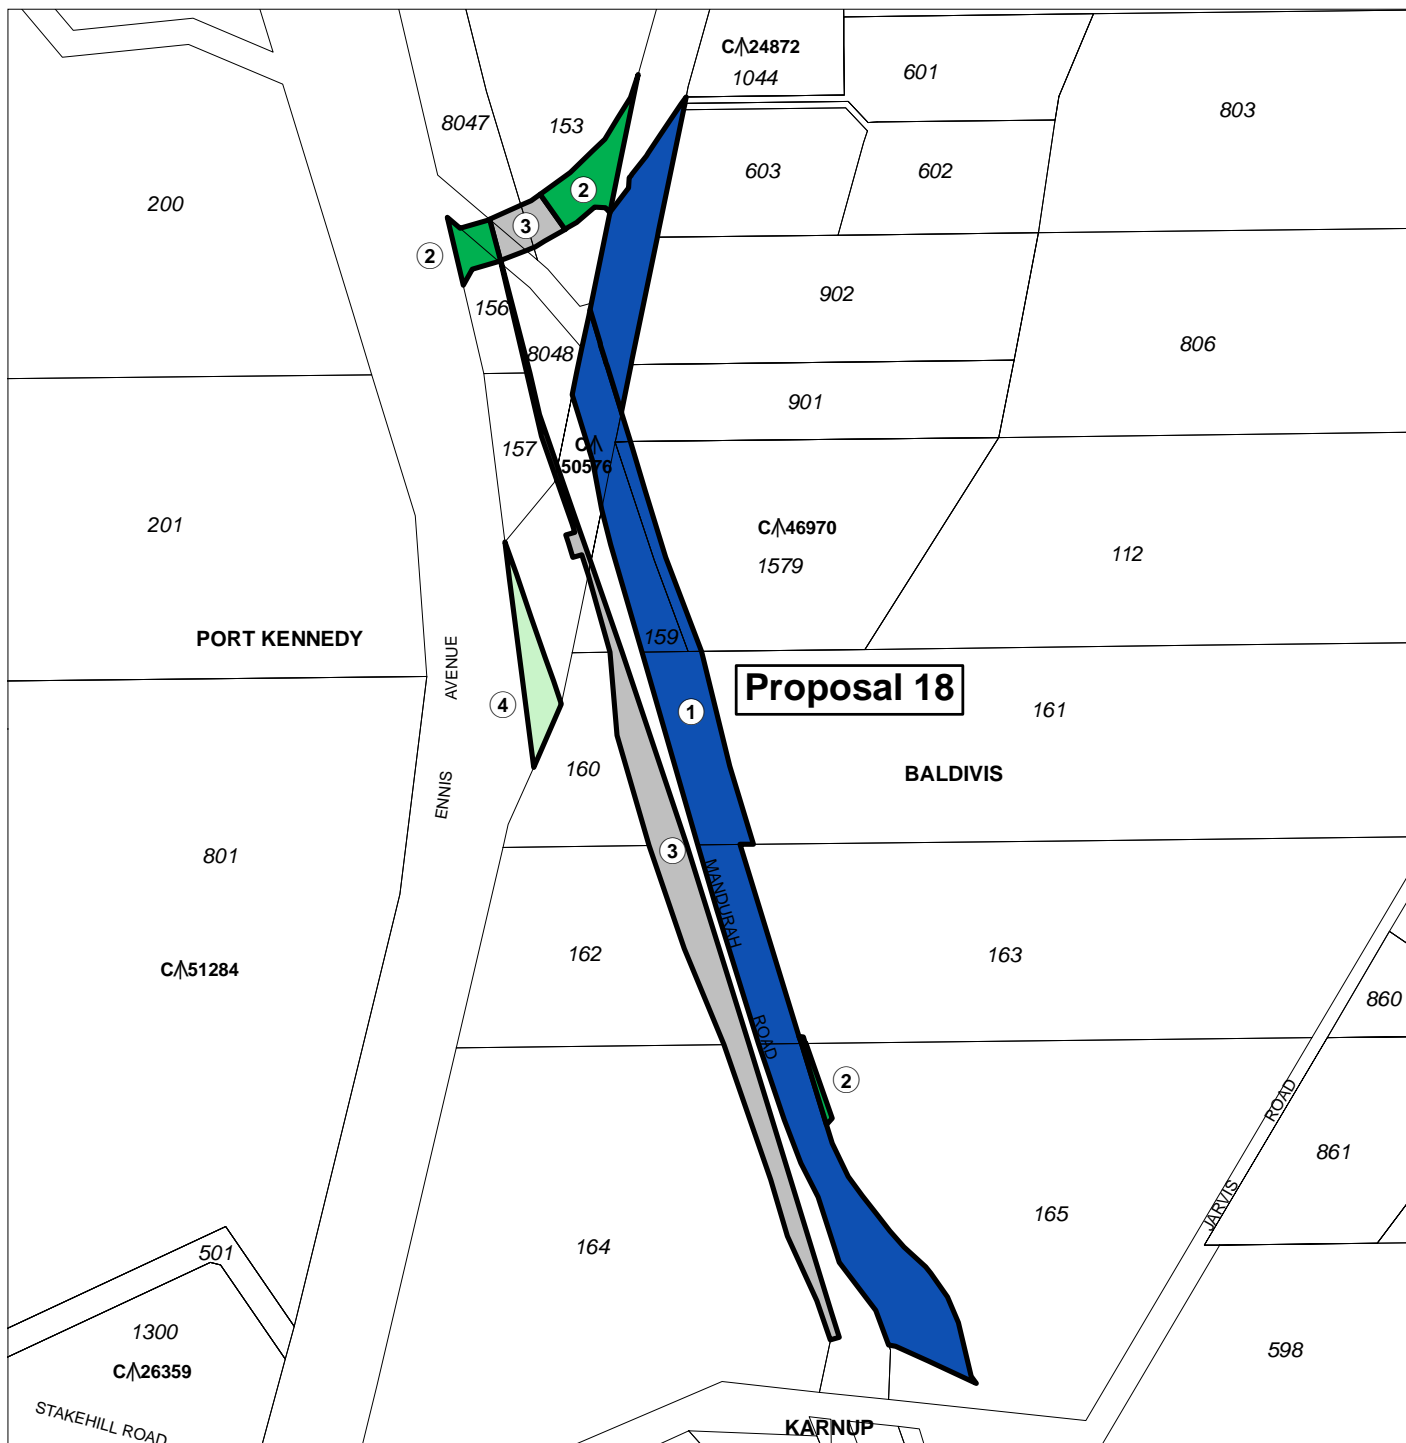 C/\24872
1044
601
803
8047
153
603
602
200
2
3
2
902
156
806
8048
901
157
C/\
50576
201
C/\46970
1579
112
159
PORT KENNEDY
AVENUE
Proposal 18
4
1
161
ENNIS
160
BALDIVIS
801
3
MANDURAH
C/\51284
162
163
860
ROAD
2
ROAD
861
JARVIS
165
501
164
1300
598
C/\26359
STAKEHILL ROAD
KARNUP